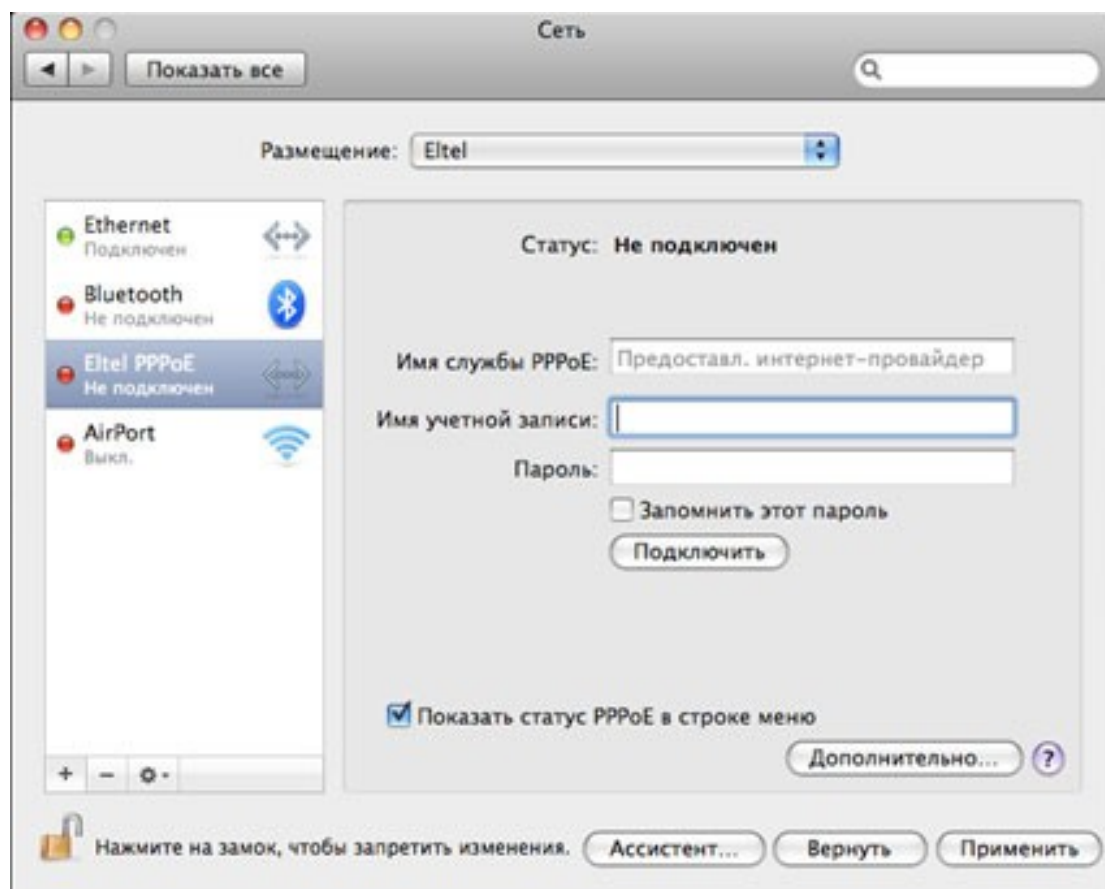 Сеть
Показать все
Размещение: Eltel
Ethernet
Подключен
Bluetooth
Не подключен
Eltel PPPoE
Не подключен
AirPort
Выкл.
Статус: Не подключен
Имя службы PPPoE: Предоставл. интернет-провайдер
Имя учетной записи:
Пароль:
Запомнить этот пароль
Подключить
Показать статус PPPoE в строке меню
Дополнительно... ?
+ −
Нажмите на замок, чтобы запретить изменения. Ассистент... Вернуть Применить